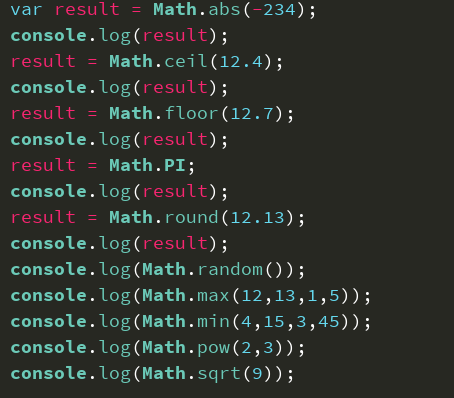 var result = Math.abs(-234);
console.log(result);
result = Math.ceil(12.4);
console.log(result);
result = Math.floor(12.7);
console.log(result);
result = Math.PI;
console.log(result);
result = Math.round(12.13);
console.log(result);
console.log(Math.random());
console.log(Math.max(12,13,1,5));
console.log(Math.min(4,15,3,45));
console.log(Math.pow(2,3));
console.log(Math.sqrt(9));